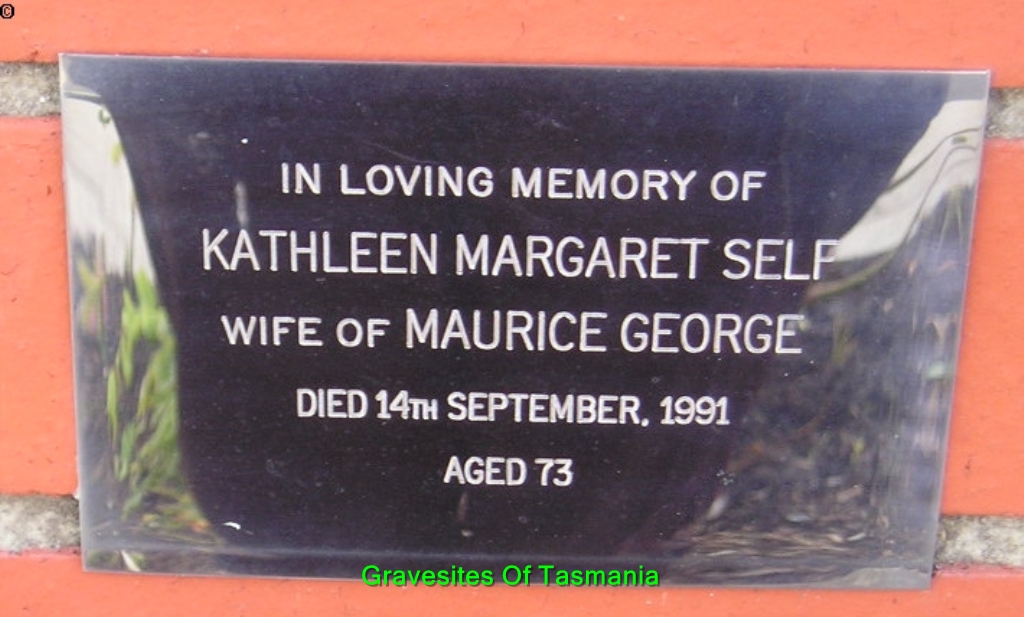 ©
IN LOVING MEMORY OF
KATHLEEN MARGARET SELF
WIFE OF MAURICE GEORGE
DIED 14TH SEPTEMBER, 1991
AGED 73
Gravesites Of Tasmania